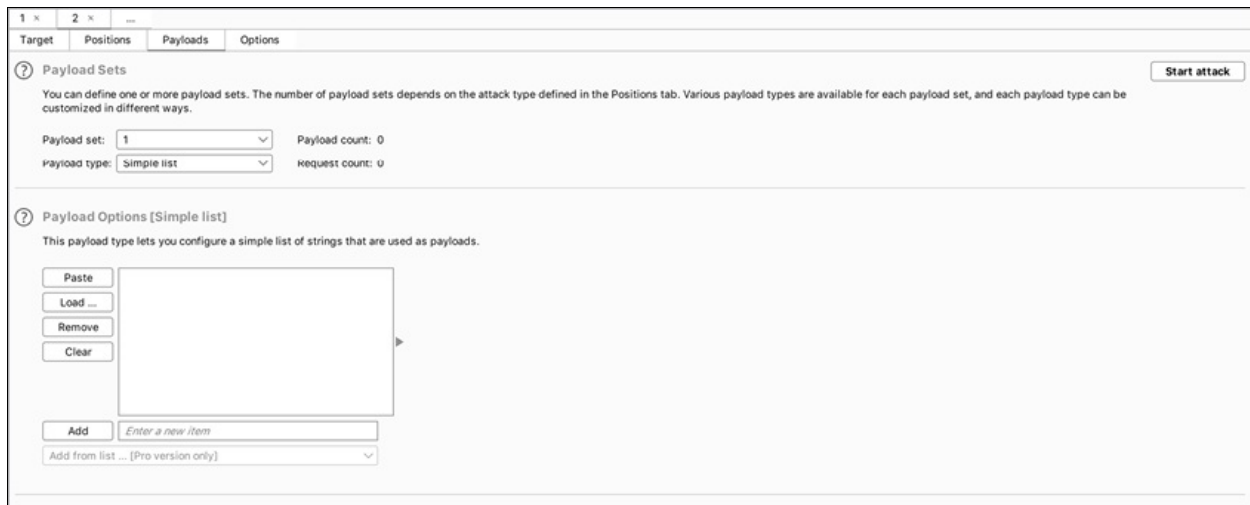 1 × 2 × ...
Target Positions Payloads Options
? Payload Sets Start attack
You can define one or more payload sets. The number of payload sets depends on the attack type defined in the Positions tab. Various payload types are available for each payload set, and each payload type can be
customized in different ways.
Payload set: 1 Payload count: 0
Payload type: Simple list Request count: 0
? Payload Options [Simple list]
This payload type lets you configure a simple list of strings that are used as payloads.
Paste
Load ...
Remove
Clear
Add Enter a new item
Add from list ... [Pro version only]